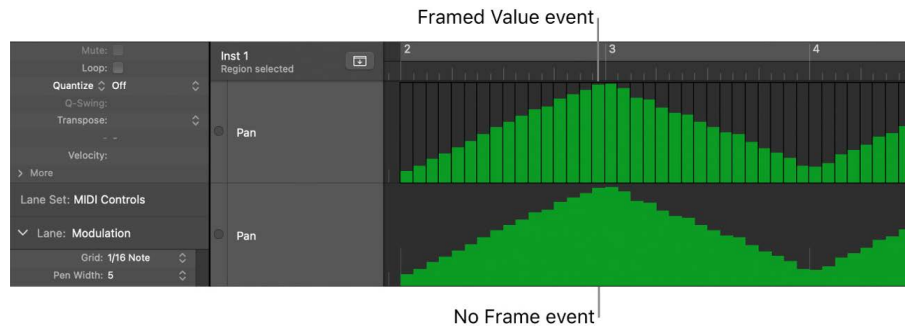 Framed Value event
Mute:
Loop:
Quantize Off
Q-Swing:
Transpose:
Velocity:
More
Lane Set: MIDI Controls
Lane: Modulation
Grid: 1/16 Note
Pen Width: 5
Inst 1
Region selected
2 3 4
Pan
Pan
No Frame event